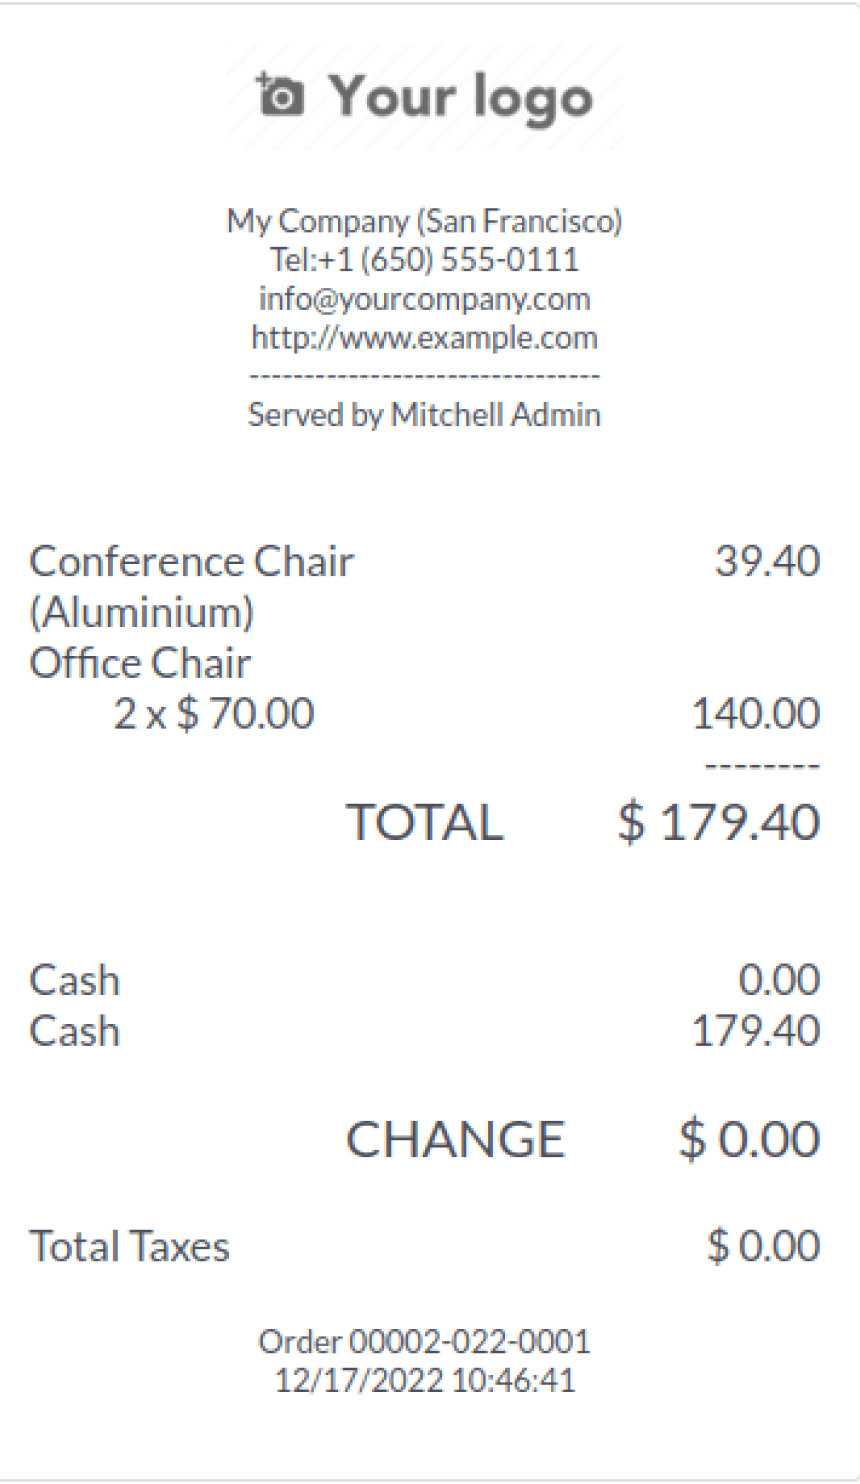 Your logo
My Company (San Francisco)
Tel:+1 (650) 555-0111
info@yourcompany.com
http://www.example.com
--------------------------------
Served by Mitchell Admin
Conference Chair 39.40
(Aluminium)
Office Chair
2 x $ 70.00 140.00
--------
TOTAL $ 179.40
Cash 0.00
Cash 179.40
CHANGE $ 0.00
Total Taxes $ 0.00
Order 00002-022-0001
12/17/2022 10:46:41